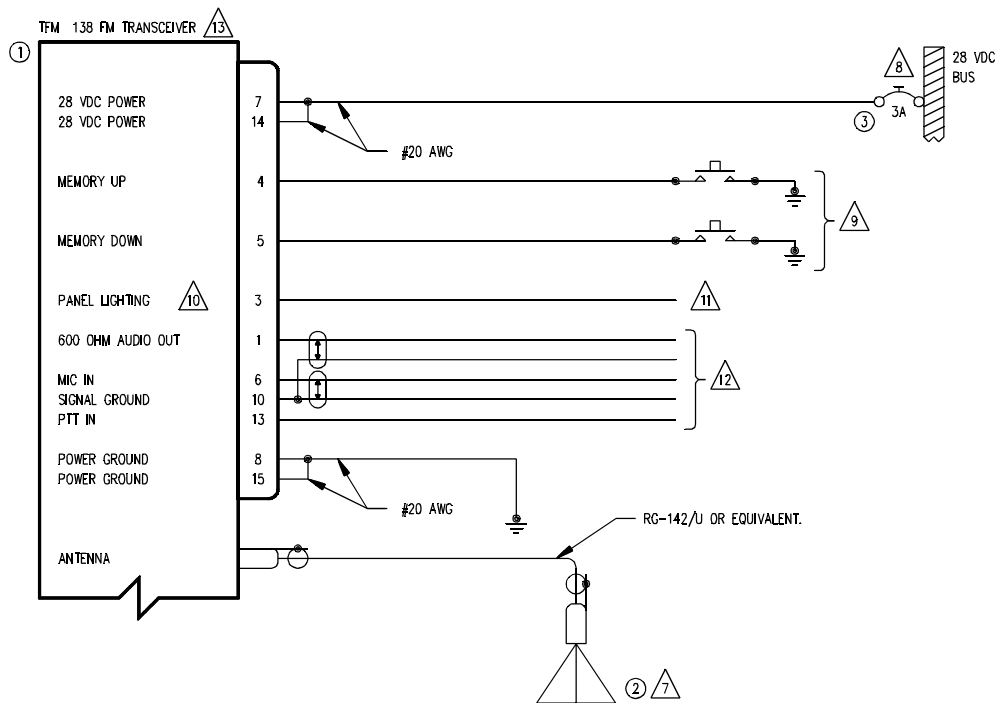 TFM 138 FM TRANSCEIVER 13
1
8
28 VDC
BUS
28 VDC POWER 7
3A
28 VDC POWER 14
3
#20 AWG
MEMORY UP 4
9
MEMORY DOWN 5
PANEL LIGHTING 10 3 11
600 OHM AUDIO OUT 1
MIC IN 6 12
SIGNAL GROUND 10
PTT IN 13
POWER GROUND 8
POWER GROUND 15
#20 AWG
RG-142/U OR EQUIVALENT.
ANTENNA
2 7